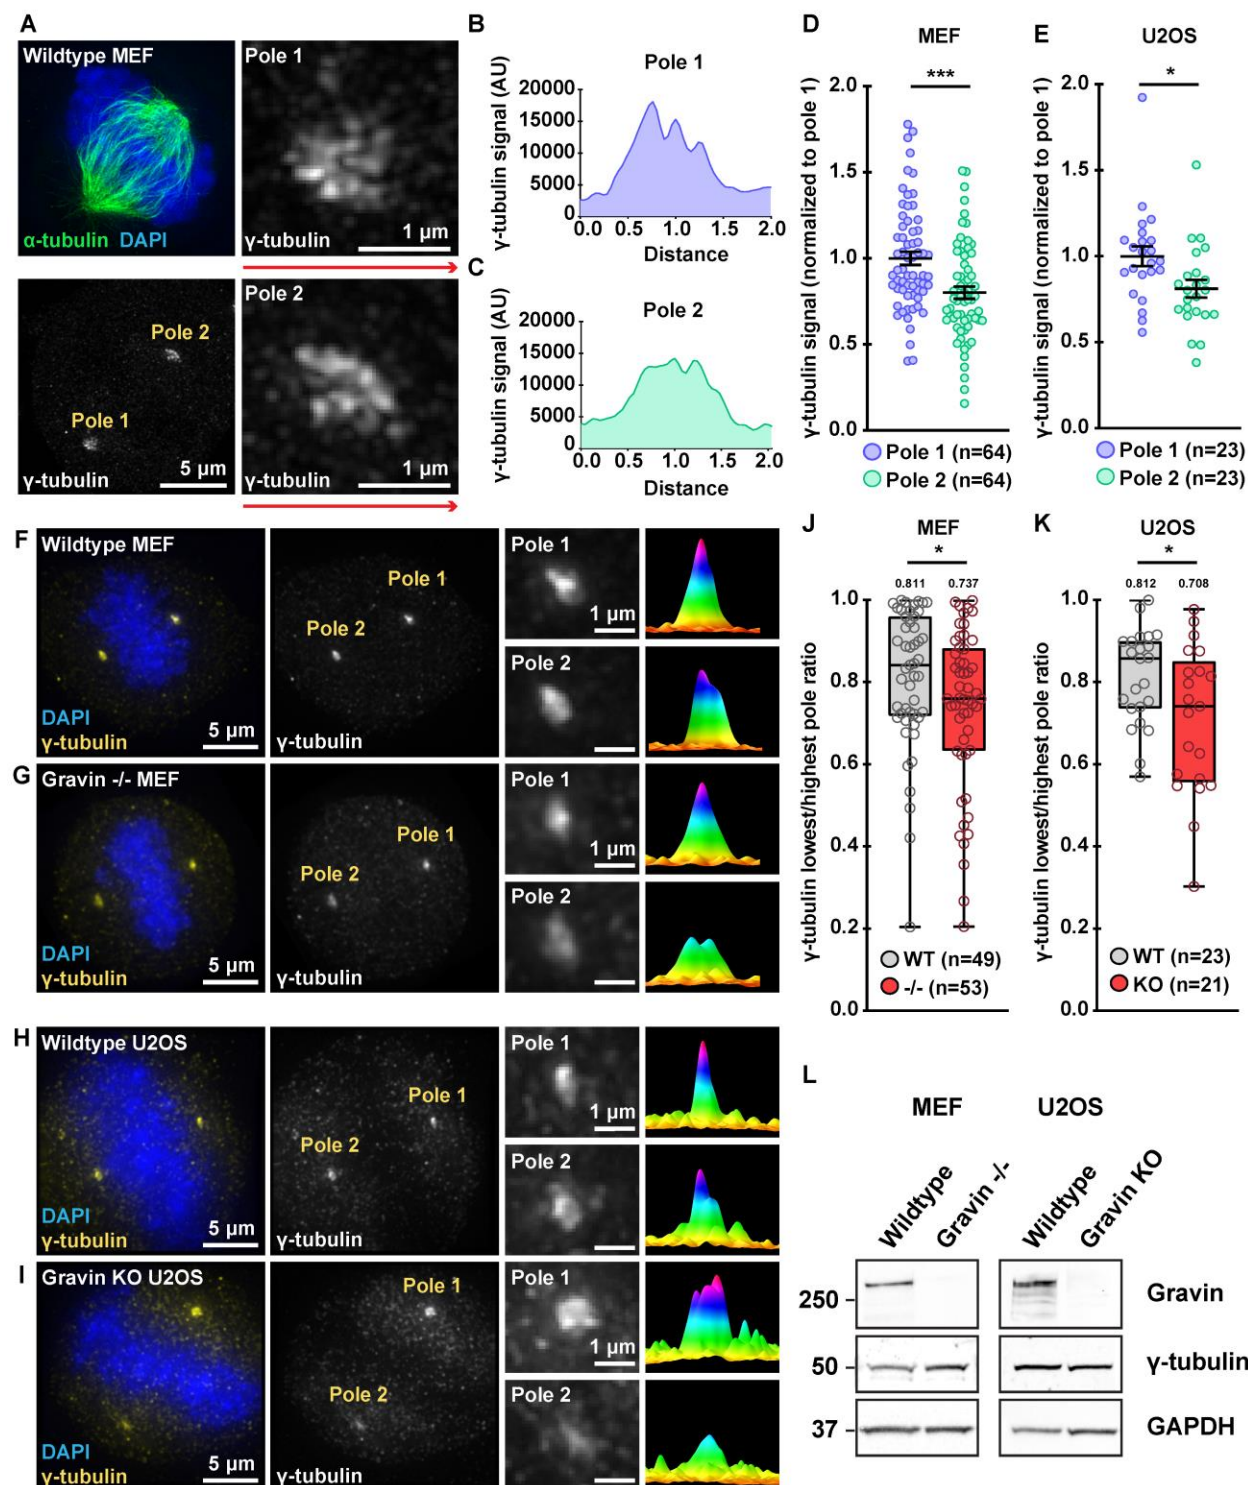 A
Wildtype MEF
α-tubulin DAPI
Pole 1
γ-tubulin
1 µm
Pole 2
Pole 1
γ-tubulin
5 µm
Pole 2
γ-tubulin
1 µm
B
Pole 1
γ-tubulin signal (AU)
20000
15000
10000
5000
0
0.0 0.5 1.0 1.5 2.0
Distance
C
Pole 2
γ-tubulin signal (AU)
20000
15000
10000
5000
0
0.0 0.5 1.0 1.5 2.0
Distance
D
MEF
***
γ-tubulin signal (normalized to pole 1)
2.0
1.5
1.0
0.5
0.0
Pole 1 (n=64)
Pole 2 (n=64)
E
U2OS
*
γ-tubulin signal (normalized to pole 1)
2.0
1.5
1.0
0.5
0.0
Pole 1 (n=23)
Pole 2 (n=23)
F
Wildtype MEF
DAPI
γ-tubulin
5 µm
Pole 1
Pole 2
γ-tubulin
Pole 1
1 µm
Pole 2
G
Gravin -/- MEF
DAPI
γ-tubulin
5 µm
Pole 1
Pole 2
γ-tubulin
Pole 1
1 µm
Pole 2
H
Wildtype U2OS
DAPI
γ-tubulin
5 µm
Pole 1
Pole 2
γ-tubulin
Pole 1
1 µm
Pole 2
I
Gravin KO U2OS
DAPI
γ-tubulin
5 µm
Pole 1
Pole 2
γ-tubulin
Pole 1
1 µm
Pole 2
J
MEF
*
0.811 0.737
γ-tubulin lowest/highest pole ratio
1.0
0.8
0.6
0.4
0.2
0.0
WT (n=49)
-/- (n=53)
K
U2OS
*
0.812 0.708
γ-tubulin lowest/highest pole ratio
1.0
0.8
0.6
0.4
0.2
0.0
WT (n=23)
KO (n=21)
L
MEF U2OS
Wildtype Gravin -/- Wildtype Gravin KO
250 Gravin
50 γ-tubulin
37 GAPDH